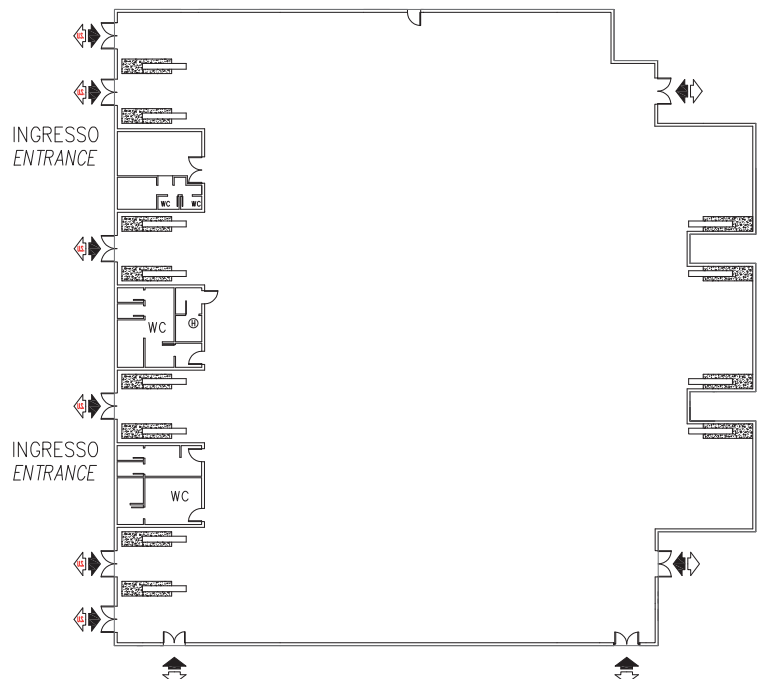 U.S.
U.S.
INGRESSO
ENTRANCE
WC WC
U.S.
WC H
U.S.
INGRESSO
ENTRANCE
WC
U.S.
U.S.